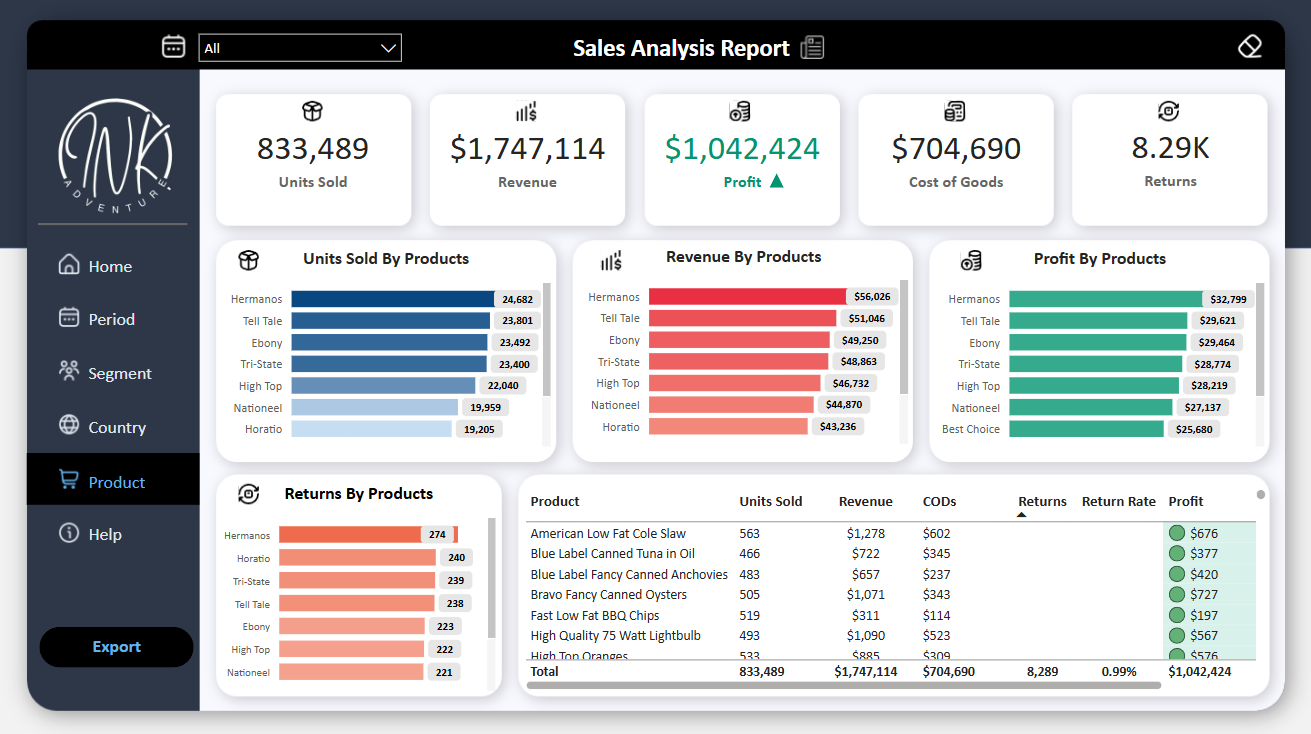 All
Sales Analysis Report
NK
ADVENTURE.
Home
Period
Segment
Country
Product
Help
Export
833,489
Units Sold
$1,747,114
Revenue
$1,042,424
Profit ▲
$704,690
Cost of Goods
8.29K
Returns
Units Sold By Products
Hermanos 24,682
Tell Tale 23,801
Ebony 23,492
Tri-State 23,400
High Top 22,040
Nationeel 19,959
Horatio 19,205
Revenue By Products
Hermanos $56,026
Tell Tale $51,046
Ebony $49,250
Tri-State $48,863
High Top $46,732
Nationeel $44,870
Horatio $43,236
Profit By Products
Hermanos $32,799
Tell Tale $29,621
Ebony $29,464
Tri-State $28,774
High Top $28,219
Nationeel $27,137
Best Choice $25,680
Returns By Products
Hermanos 274
Horatio 240
Tri-State 239
Tell Tale 238
Ebony 223
High Top 222
Nationeel 221
Product Units Sold Revenue CODs Returns Return Rate Profit
American Low Fat Cole Slaw 563 $1,278 $602 $676
Blue Label Canned Tuna in Oil 466 $722 $345 $377
Blue Label Fancy Canned Anchovies 483 $657 $237 $420
Bravo Fancy Canned Oysters 505 $1,071 $343 $727
Fast Low Fat BBQ Chips 519 $311 $114 $197
High Quality 75 Watt Lightbulb 493 $1,090 $523 $567
High Top Oranges 533 $885 $309 $576
Total 833,489 $1,747,114 $704,690 8,289 0.99% $1,042,424